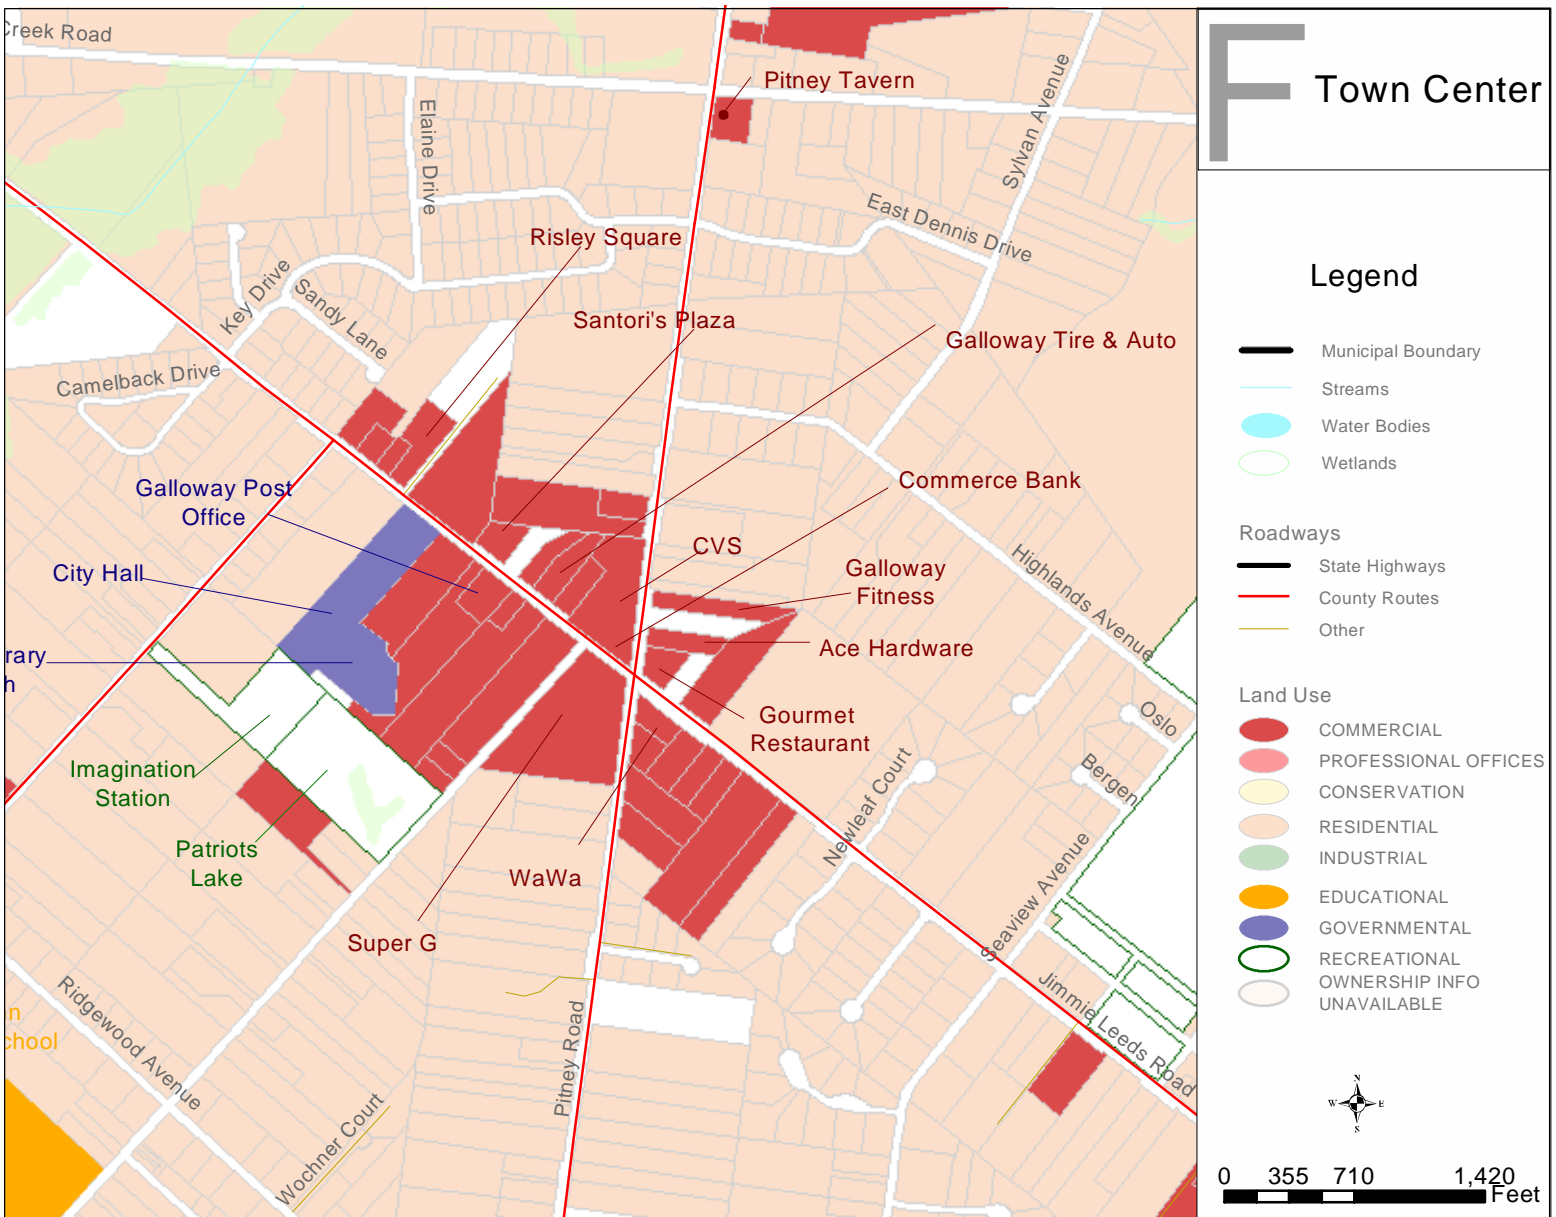 Creek Road
Pitney Tavern
Town Center
F
Elaine Drive
Sylvan Avenue
East Dennis Drive
Risley Square
Key Drive
Sandy Lane
Santori's Plaza
Galloway Tire & Auto
Camelback Drive
Galloway Post
Office
Commerce Bank
CVS
City Hall
Galloway
Fitness
Highlands Avenue
Ace Hardware
rary
h
Gourmet
Restaurant
Oslo
Imagination
Station
Bergen
Newleaf Court
Patriots
Lake
WaWa
Seaview Avenue
Super G
Jimmie Leeds Road
Ridgewood Avenue
n
chool
Pitney Road
Wochner Court
Legend
Municipal Boundary
Streams
Water Bodies
Wetlands
Roadways
State Highways
County Routes
Other
Land Use
COMMERCIAL
PROFESSIONAL OFFICES
CONSERVATION
RESIDENTIAL
INDUSTRIAL
EDUCATIONAL
GOVERNMENTAL
RECREATIONAL
OWNERSHIP INFO
UNAVAILABLE
N
W E
S
0 355 710 1,420
Feet